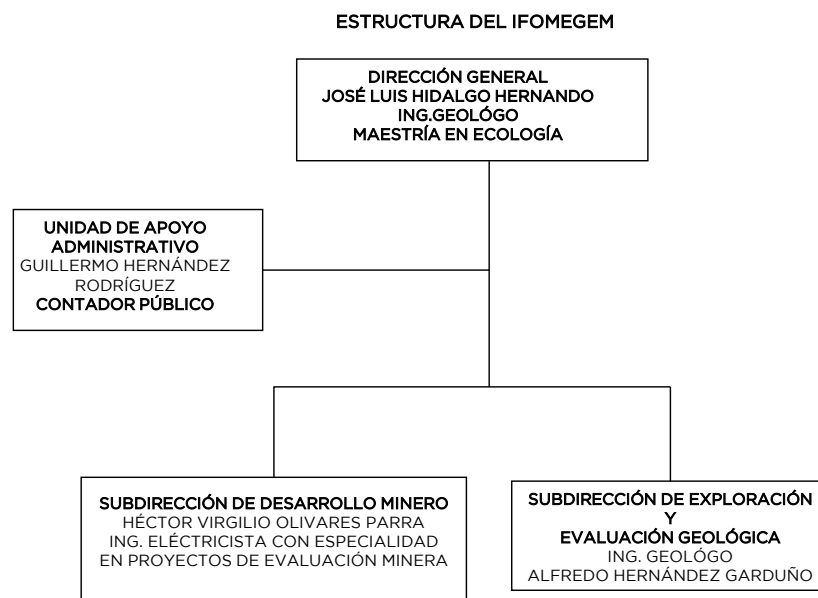 ESTRUCTURA DEL IFOMEGEM
DIRECCIÓN GENERAL
JOSÉ LUIS HIDALGO HERNANDO
ING.GEOLÓGO
MAESTRÍA EN ECOLOGÍA
UNIDAD DE APOYO
ADMINISTRATIVO
GUILLERMO HERNÁNDEZ
RODRÍGUEZ
CONTADOR PÚBLICO
SUBDIRECCIÓN DE DESARROLLO MINERO
HÉCTOR VIRGILIO OLIVARES PARRA
ING. ELÉCTRICISTA CON ESPECIALIDAD
EN PROYECTOS DE EVALUACIÓN MINERA
SUBDIRECCIÓN DE EXPLORACIÓN
Y
EVALUACIÓN GEOLÓGICA
ING. GEOLÓGO
ALFREDO HERNÁNDEZ GARDUÑO